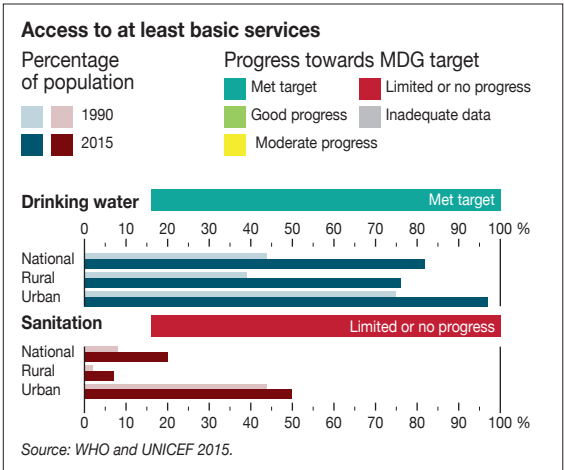 Access to at least basic services
Percentage
of population
1990
2015
Progress towards MDG target
Met target
Limited or no progress
Good progress
Inadequate data
Moderate progress
Drinking water
Met target
0 10 20 30 40 50 60 70 80 90 100 %
National
Rural
Urban
Sanitation
Limited or no progress
National
Rural
Urban
0 10 20 30 40 50 60 70 80 90 100 %
Source: WHO and UNICEF 2015.